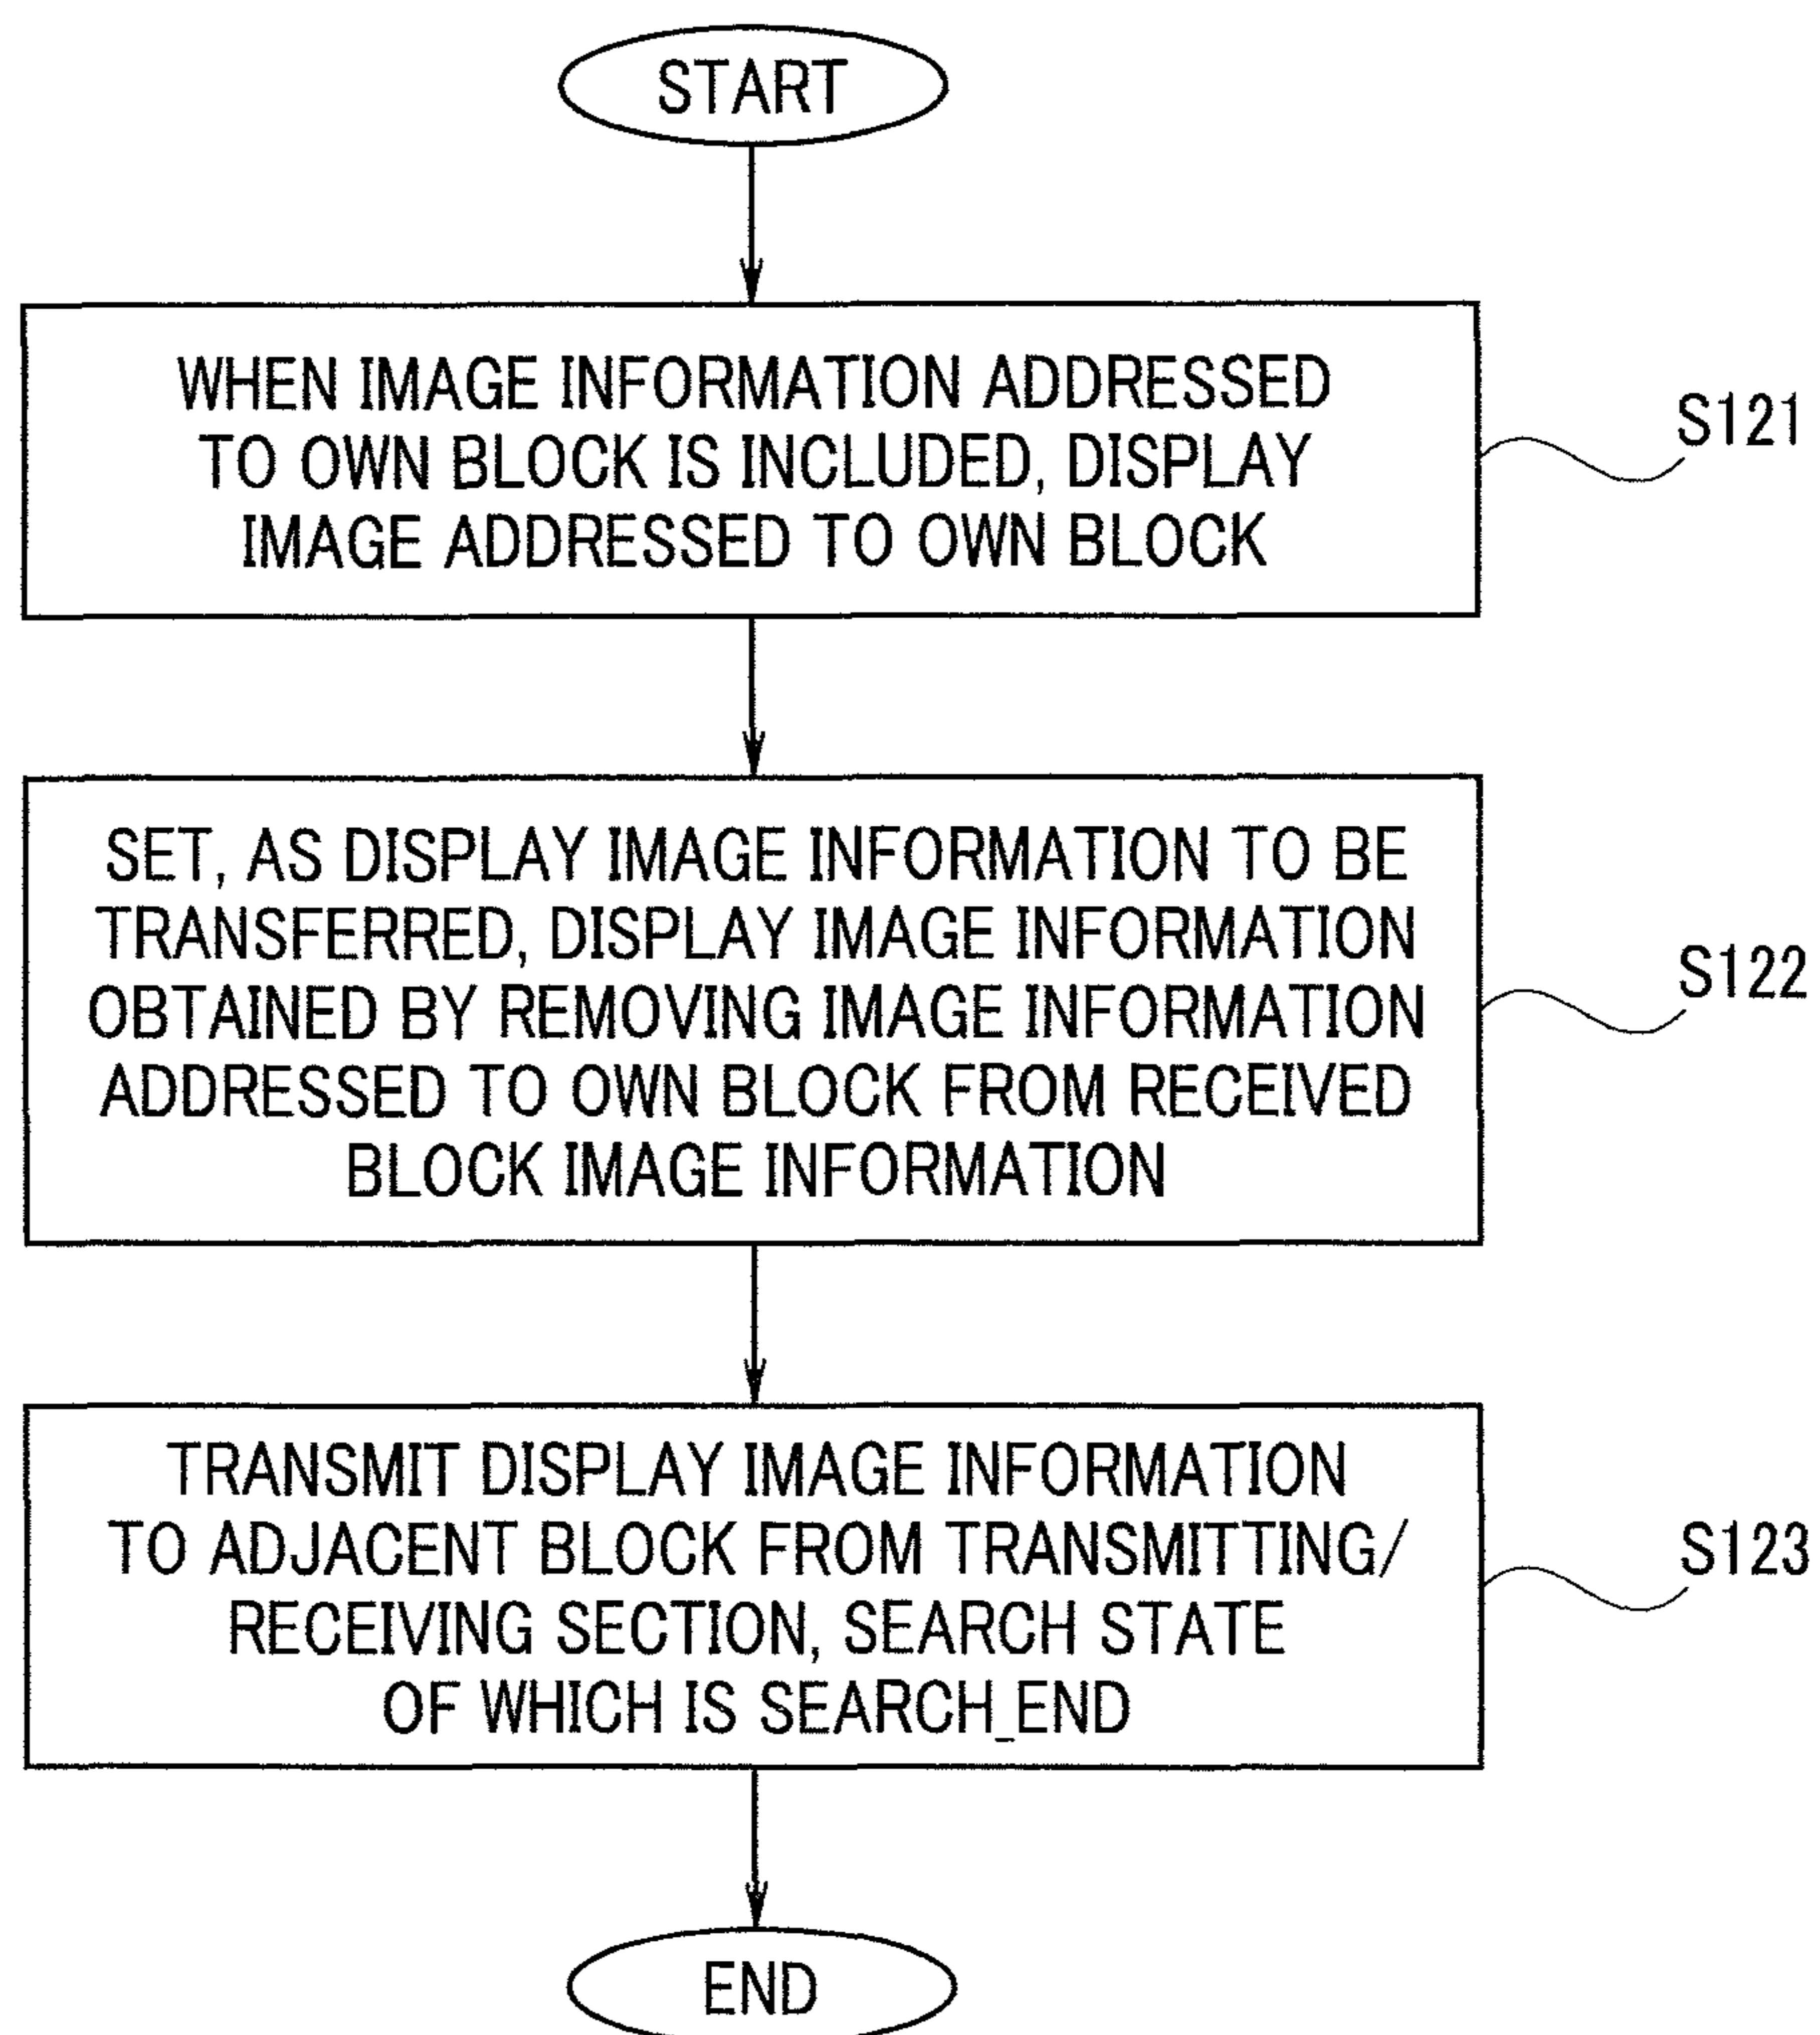 START
WHEN IMAGE INFORMATION ADDRESSED
TO OWN BLOCK IS INCLUDED, DISPLAY
IMAGE ADDRESSED TO OWN BLOCK
S121
SET, AS DISPLAY IMAGE INFORMATION TO BE
TRANSFERRED, DISPLAY IMAGE INFORMATION
OBTAINED BY REMOVING IMAGE INFORMATION
ADDRESSED TO OWN BLOCK FROM RECEIVED
BLOCK IMAGE INFORMATION
S122
TRANSMIT DISPLAY IMAGE INFORMATION
TO ADJACENT BLOCK FROM TRANSMITTING/
RECEIVING SECTION, SEARCH STATE
OF WHICH IS SEARCH_END
S123
END